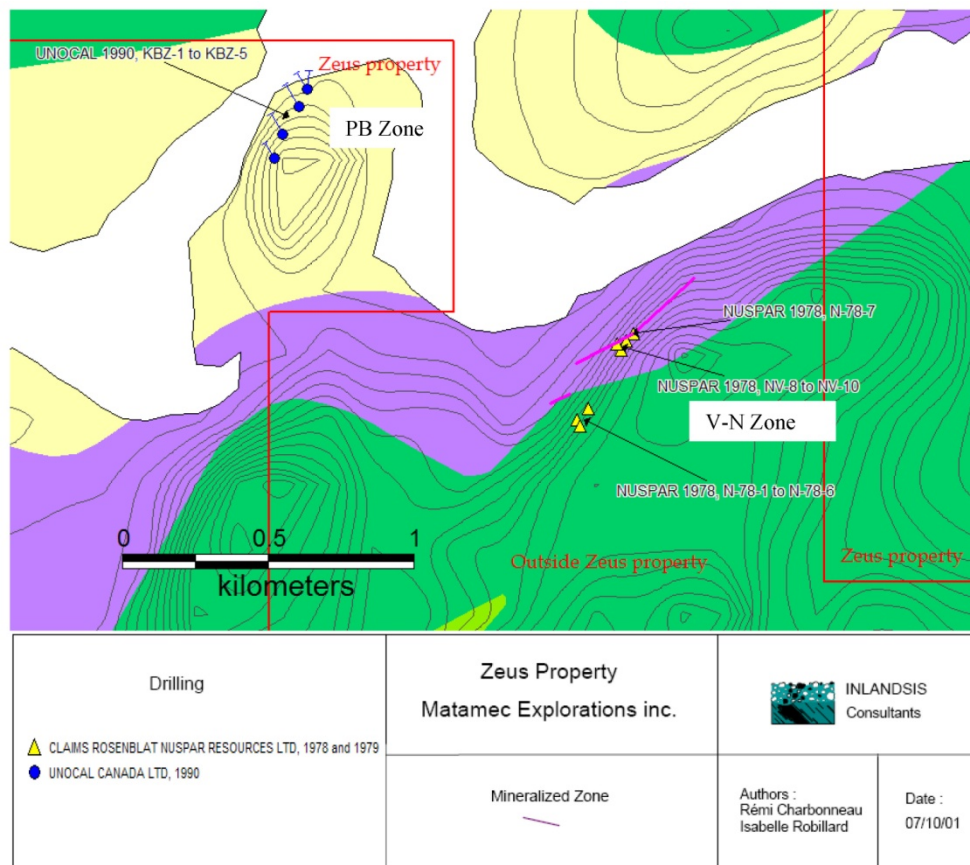 UNOCAL 1990, KBZ-1 to KBZ-5
Zeus property
PB Zone
NUSPAR 1978, N-78-7
NUSPAR 1978, NV-8 to NV-10
V-N Zone
NUSPAR 1978, N-78-1 to N-78-6
0 0,5 1
kilometers
Outside Zeus property
Zeus property
Drilling
CLAIMS ROSENBLAT NUSPAR RESOURCES LTD, 1978 and 1979
UNOCAL CANADA LTD, 1990
Zeus Property
Matamec Explorations inc.
Mineralized Zone
INLANDSIS
Consultants
Authors :
Rémi Charbonneau
Isabelle Robillard
Date :
07/10/01